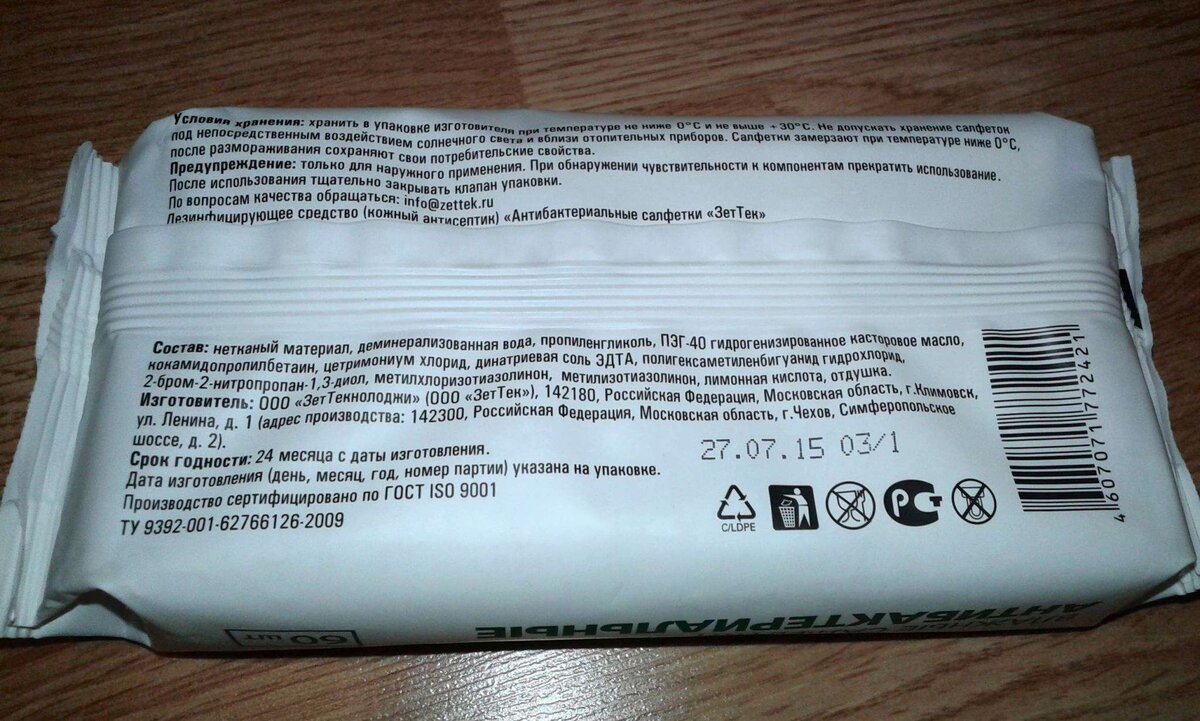 Условия хранения: хранить в упаковке изготовителя при температуре не ниже 0°С и не выше +30°С. Не допускать хранение салфеток
под непосредственным воздействием солнечного света и вблизи отопительных приборов. Салфетки замерзают при температуре ниже 0°С,
после размораживания сохраняют свои потребительские свойства.
Предупреждение: только для наружного применения. При обнаружении чувствительности к компонентам прекратить использование.
После использования тщательно закрывать клапан упаковки.
По вопросам качества обращаться: info@zettek.ru
Дезинфицирующее средство (кожный антисептик) «Антибактериальные салфетки «ЗетТек»
Состав: нетканый материал, деминерализованная вода, пропиленгликоль, ПЭГ-40 гидрогенизированное касторовое масло,
кокамидопропилбетаин, цетримониум хлорид, динатриевая соль ЭДТА, полигексаметиленбигуанид гидрохлорид,
2-бром-2-нитропропан-1,3-диол, метилхлоризотиазолинон, метилизотиазолинон, лимонная кислота, отдушка.
Изготовитель: ООО «ЗетТекнолоджи» (ООО «ЗетТек»), 142180, Российская Федерация, Московская область, г.Климовск,
ул. Ленина, д. 1 (адрес производства: 142300, Российская Федерация, Московская область, г.Чехов, Симферопольское
шоссе, д. 2).
Срок годности: 24 месяца с даты изготовления.
Дата изготовления (день, месяц, год, номер партии) указана на упаковке.
Производство сертифицировано по ГОСТ ISO 9001
ТУ 9392-001-62766126-2009
27.07.15 03/1
C/LDPE
РСТ
4 607071 772421
АНТИБАКТЕРИАЛЬНЫЕ
60 шт